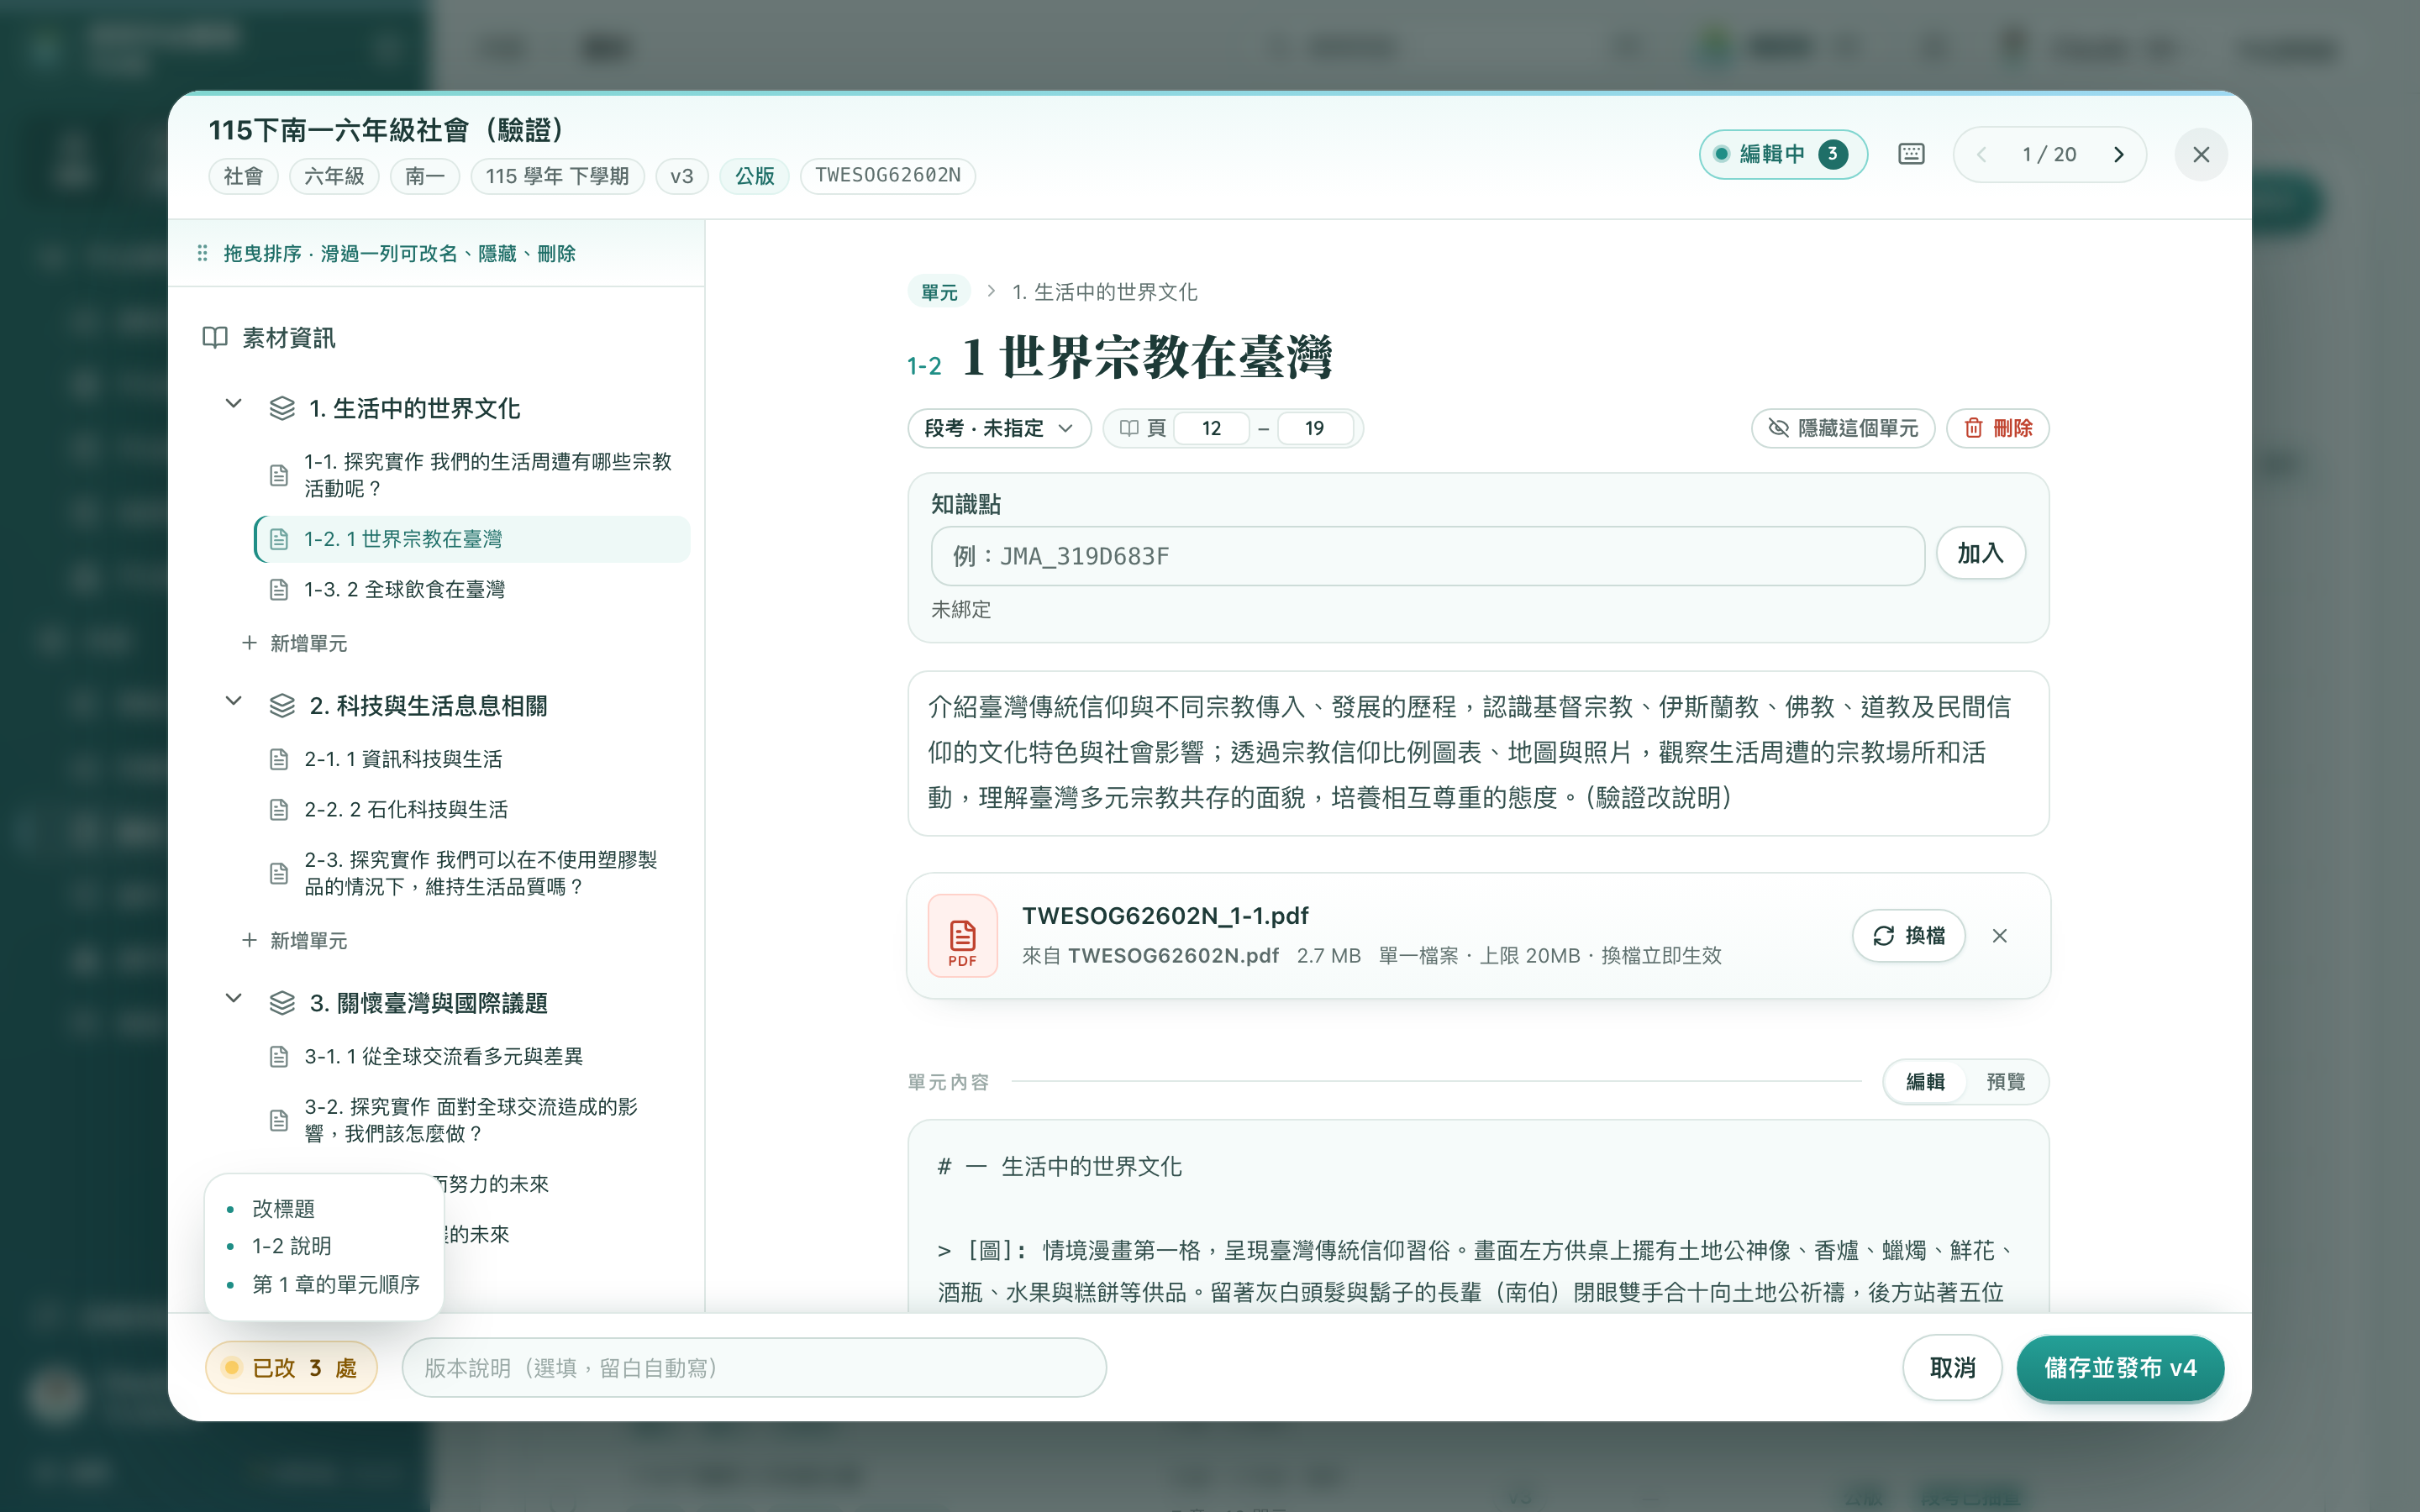 115下南一六年級社會（驗證）
社會 六年級 南一 115 學年 下學期 v3 公版 TWESOG62602N
編輯中 3
1 / 20
拖曳排序 · 滑過一列可改名、隱藏、刪除
素材資訊
1. 生活中的世界文化
1-1. 探究實作 我們的生活周遭有哪些宗教
活動呢？
1-2. 1 世界宗教在臺灣
1-3. 2 全球飲食在臺灣
+ 新增單元
2. 科技與生活息息相關
2-1. 1 資訊科技與生活
2-2. 2 石化科技與生活
2-3. 探究實作 我們可以在不使用塑膠製
品的情況下，維持生活品質嗎？
+ 新增單元
3. 關懷臺灣與國際議題
3-1. 1 從全球交流看多元與差異
3-2. 探究實作 面對全球交流造成的影
響，我們該怎麼做？
而努力的未來
的未來
改標題
1-2 說明
第 1 章的單元順序
單元 > 1. 生活中的世界文化
1-2 1 世界宗教在臺灣
段考 · 未指定 頁 12 – 19
隱藏這個單元 刪除
知識點
例：JMA_319D683F 加入
未綁定
介紹臺灣傳統信仰與不同宗教傳入、發展的歷程，認識基督宗教、伊斯蘭教、佛教、道教及民間信
仰的文化特色與社會影響；透過宗教信仰比例圖表、地圖與照片，觀察生活周遭的宗教場所和活
動，理解臺灣多元宗教共存的面貌，培養相互尊重的態度。（驗證改說明）
PDF
TWESOG62602N_1-1.pdf
來自 TWESOG62602N.pdf 2.7 MB 單一檔案 · 上限 20MB · 換檔立即生效
換檔
單元內容
編輯 預覽
# 一 生活中的世界文化
> [圖]: 情境漫畫第一格，呈現臺灣傳統信仰習俗。畫面左方供桌上擺有土地公神像、香爐、蠟燭、鮮花、
酒瓶、水果與糕餅等供品。留著灰白頭髮與鬍子的長輩（南伯）閉眼雙手合十向土地公祈禱，後方站著五位
已改 3 處
版本說明（選填，留白自動寫）
取消 儲存並發布 v4